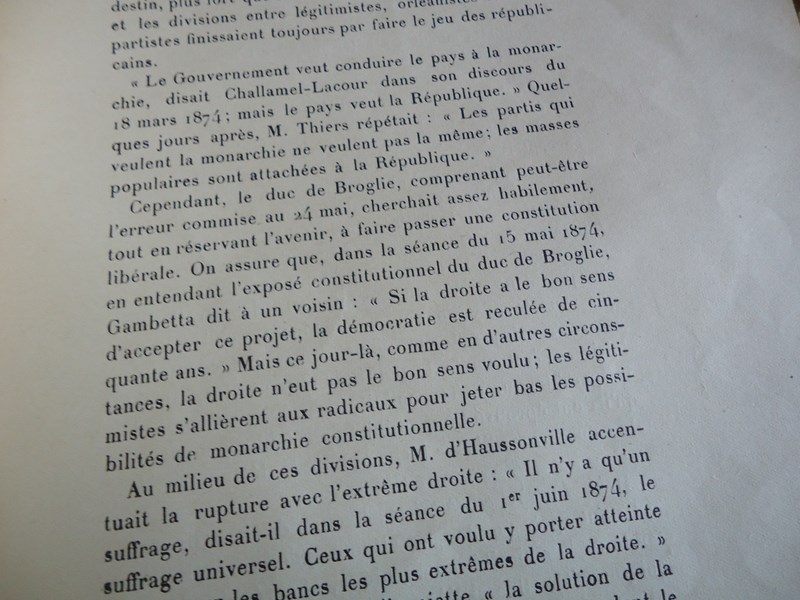 destin, plus fort que
et les divisions entre légitimistes, orléanistes
partistes finissaient toujours par faire le jeu des républi-
cains.
« Le Gouvernement veut conduire le pays à la monar-
chie, disait Challamel-Lacour dans son discours du
18 mars 1874; mais le pays veut la République. » Quel-
ques jours après, M. Thiers répétait : « Les partis qui
veulent la monarchie ne veulent pas la même; les masses
populaires sont attachées à la République. »
Cependant, le duc de Broglie, comprenant peut-être
l'erreur commise au 24 mai, cherchait assez habilement,
tout en réservant l'avenir, à faire passer une constitution
libérale. On assure que, dans la séance du 15 mai 1874,
en entendant l'exposé constitutionnel du duc de Broglie,
Gambetta dit à un voisin : « Si la droite a le bon sens
d'accepter ce projet, la démocratie est reculée de cin-
quante ans. » Mais ce jour-là, comme en d'autres circons-
tances, la droite n'eut pas le bon sens voulu; les légiti-
mistes s'allièrent aux radicaux pour jeter bas les possi-
bilités de monarchie constitutionnelle.
Au milieu de ces divisions, M. d'Haussonville accen-
tuait la rupture avec l'extrême droite : « Il n'y a qu'un
suffrage, disait-il dans la séance du 1er juin 1874, le
suffrage universel. Ceux qui ont voulu y porter atteinte
les bancs les plus extrêmes de la droite. »
« la solution de la